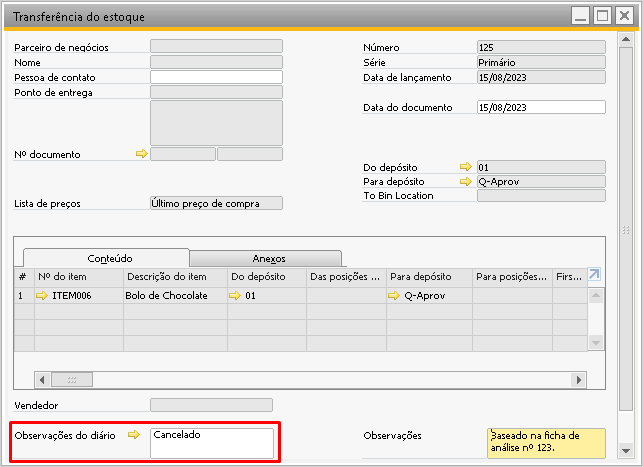 Transferência do estoque
Parceiro de negócios
Nome
Pessoa de contato
Ponto de entrega
Nº documento
Lista de preços Último preço de compra
Número 125
Série Primário
Data de lançamento 15/08/2023
Data do documento 15/08/2023
Do depósito 01
Para depósito Q-Aprov
To Bin Location
Conteúdo Anexos
# Nº do item Descrição do item Do depósito Das posições ... Para depósito Para posições... Firs...
1 ITEM006 Bolo de Chocolate 01 Q-Aprov
Vendedor
Observações do diário Cancelado
Observações Baseado na ficha de
análise nº 123.